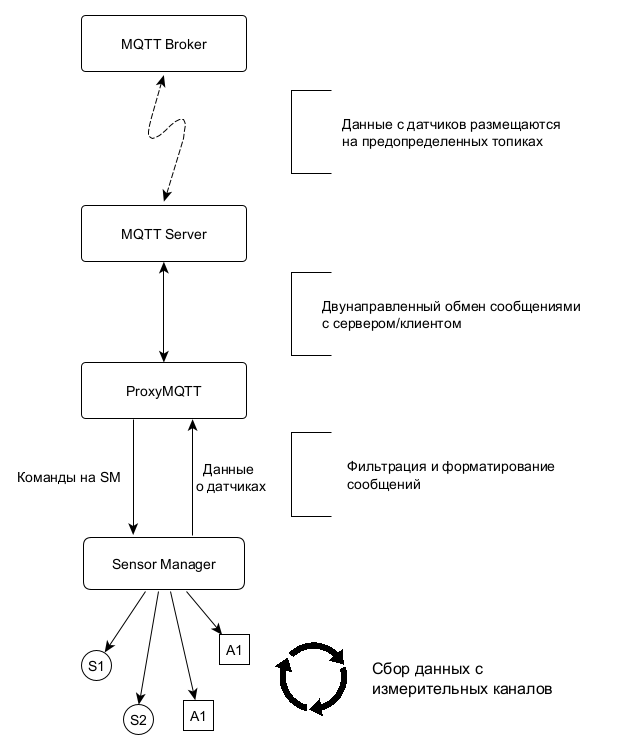 MQTT Broker
Данные с датчиков размещаются
на предопределенных топиках
MQTT Server
Двунаправленный обмен сообщениями
с сервером/клиентом
ProxyMQTT
Команды на SM
Данные
о датчиках
Фильтрация и форматирование
сообщений
Sensor Manager
S1
S2
A1
A1
Сбор данных с
измерительных каналов